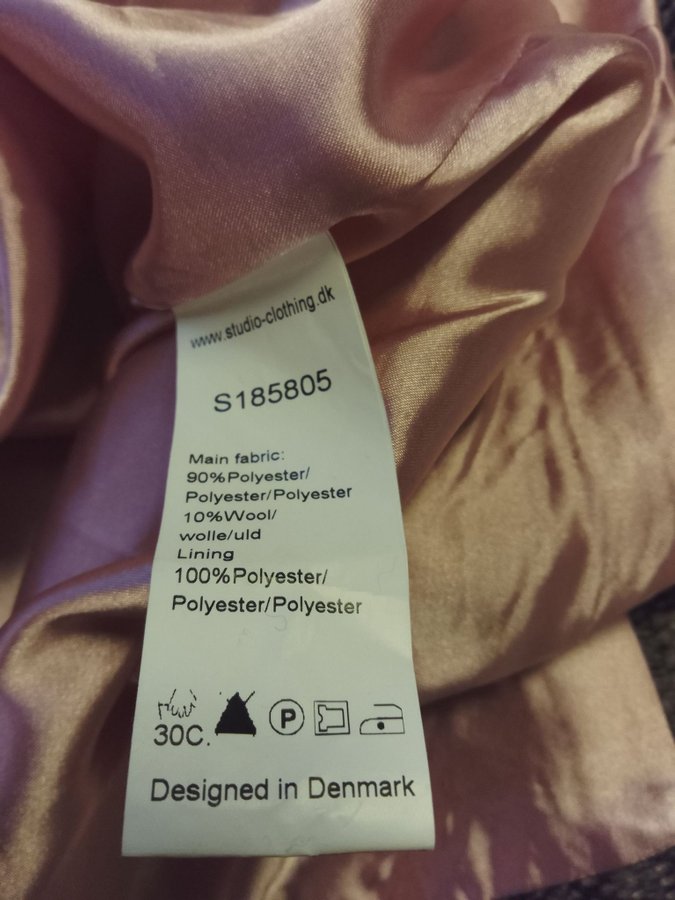 www.studio-clothing.dk
S185805
Main fabric:
90%Polyester/
Polyester/Polyester
10%Wool/
wolle/uld
Lining
100%Polyester/
Polyester/Polyester
P
30C.
Designed in Denmark